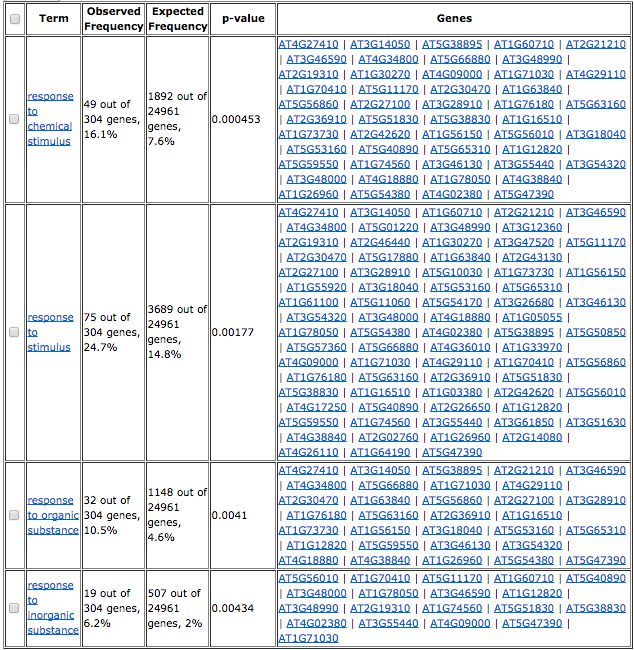 Term
Observed Frequency
Expected Frequency
p-value
Genes
response to chemical stimulus
49 out of 304 genes, 16.1%
1892 out of 24961 genes, 7.6%
0.000453
AT4G27410 | AT3G14050 | AT5G38895 | AT1G60710 | AT2G21210
| AT3G46590 | AT4G34800 | AT5G66880 | AT3G48990 |
AT2G19310 | AT1G30270 | AT4G09000 | AT1G71030 | AT4G29110
| AT1G70410 | AT5G11170 | AT2G30470 | AT1G63840 |
AT5G56860 | AT2G27100 | AT3G28910 | AT1G76180 | AT5G63160
| AT2G36910 | AT5G51830 | AT5G38830 | AT1G16510 |
AT1G73730 | AT2G42620 | AT1G56150 | AT5G56010 | AT3G18040
| AT5G53160 | AT5G40890 | AT5G65310 | AT1G12820 |
AT5G59550 | AT1G74560 | AT3G46130 | AT3G55440 | AT3G54320
| AT3G48000 | AT4G18880 | AT1G78050 | AT4G38840 |
AT1G26960 | AT5G54380 | AT4G02380 | AT5G47390
response to stimulus
75 out of 304 genes, 24.7%
3689 out of 24961 genes, 14.8%
0.00177
AT4G27410 | AT3G14050 | AT1G60710 | AT2G21210 | AT3G46590
| AT4G34800 | AT5G01220 | AT3G48990 | AT3G12360 |
AT2G19310 | AT2G46440 | AT1G30270 | AT3G47520 | AT5G11170
| AT2G30470 | AT5G17880 | AT1G63840 | AT2G43130 |
AT2G27100 | AT3G28910 | AT5G10030 | AT1G73730 | AT1G56150
| AT1G55920 | AT3G18040 | AT5G53160 | AT5G65310 |
AT1G61100 | AT5G11060 | AT5G54170 | AT3G26680 | AT3G46130
| AT3G54320 | AT3G48000 | AT4G18880 | AT1G05055 |
AT1G78050 | AT5G54380 | AT4G02380 | AT5G38895 | AT5G50850
| AT5G57360 | AT5G66880 | AT4G36010 | AT1G33970 |
AT4G09000 | AT1G71030 | AT4G29110 | AT1G70410 | AT5G56860
| AT1G76180 | AT5G63160 | AT2G36910 | AT5G51830 |
AT5G38830 | AT1G16510 | AT1G03380 | AT2G42620 | AT5G56010
| AT4G17250 | AT5G40890 | AT2G26650 | AT1G12820 |
AT5G59550 | AT1G74560 | AT3G55440 | AT3G61850 | AT3G51630
| AT4G38840 | AT2G02760 | AT1G26960 | AT2G14080 |
AT4G26110 | AT1G64190 | AT5G47390
response to organic substance
32 out of 304 genes, 10.5%
1148 out of 24961 genes, 4.6%
0.0041
AT4G27410 | AT3G14050 | AT5G38895 | AT2G21210 | AT3G46590
| AT4G34800 | AT5G66880 | AT1G71030 | AT4G29110 |
AT2G30470 | AT1G63840 | AT5G56860 | AT2G27100 | AT3G28910
| AT1G76180 | AT5G63160 | AT2G36910 | AT1G16510 |
AT1G73730 | AT1G56150 | AT3G18040 | AT5G53160 | AT5G65310
| AT1G12820 | AT5G59550 | AT3G46130 | AT3G54320 |
AT4G18880 | AT4G38840 | AT1G26960 | AT5G54380 | AT5G47390
response to inorganic substance
19 out of 304 genes, 6.2%
507 out of 24961 genes, 2%
0.00434
AT5G56010 | AT1G70410 | AT5G11170 | AT1G60710 | AT5G40890
| AT3G48000 | AT1G78050 | AT3G46590 | AT1G12820 |
AT3G48990 | AT2G19310 | AT1G74560 | AT5G51830 | AT5G38830
| AT4G02380 | AT3G55440 | AT4G09000 | AT5G47390 |
AT1G71030